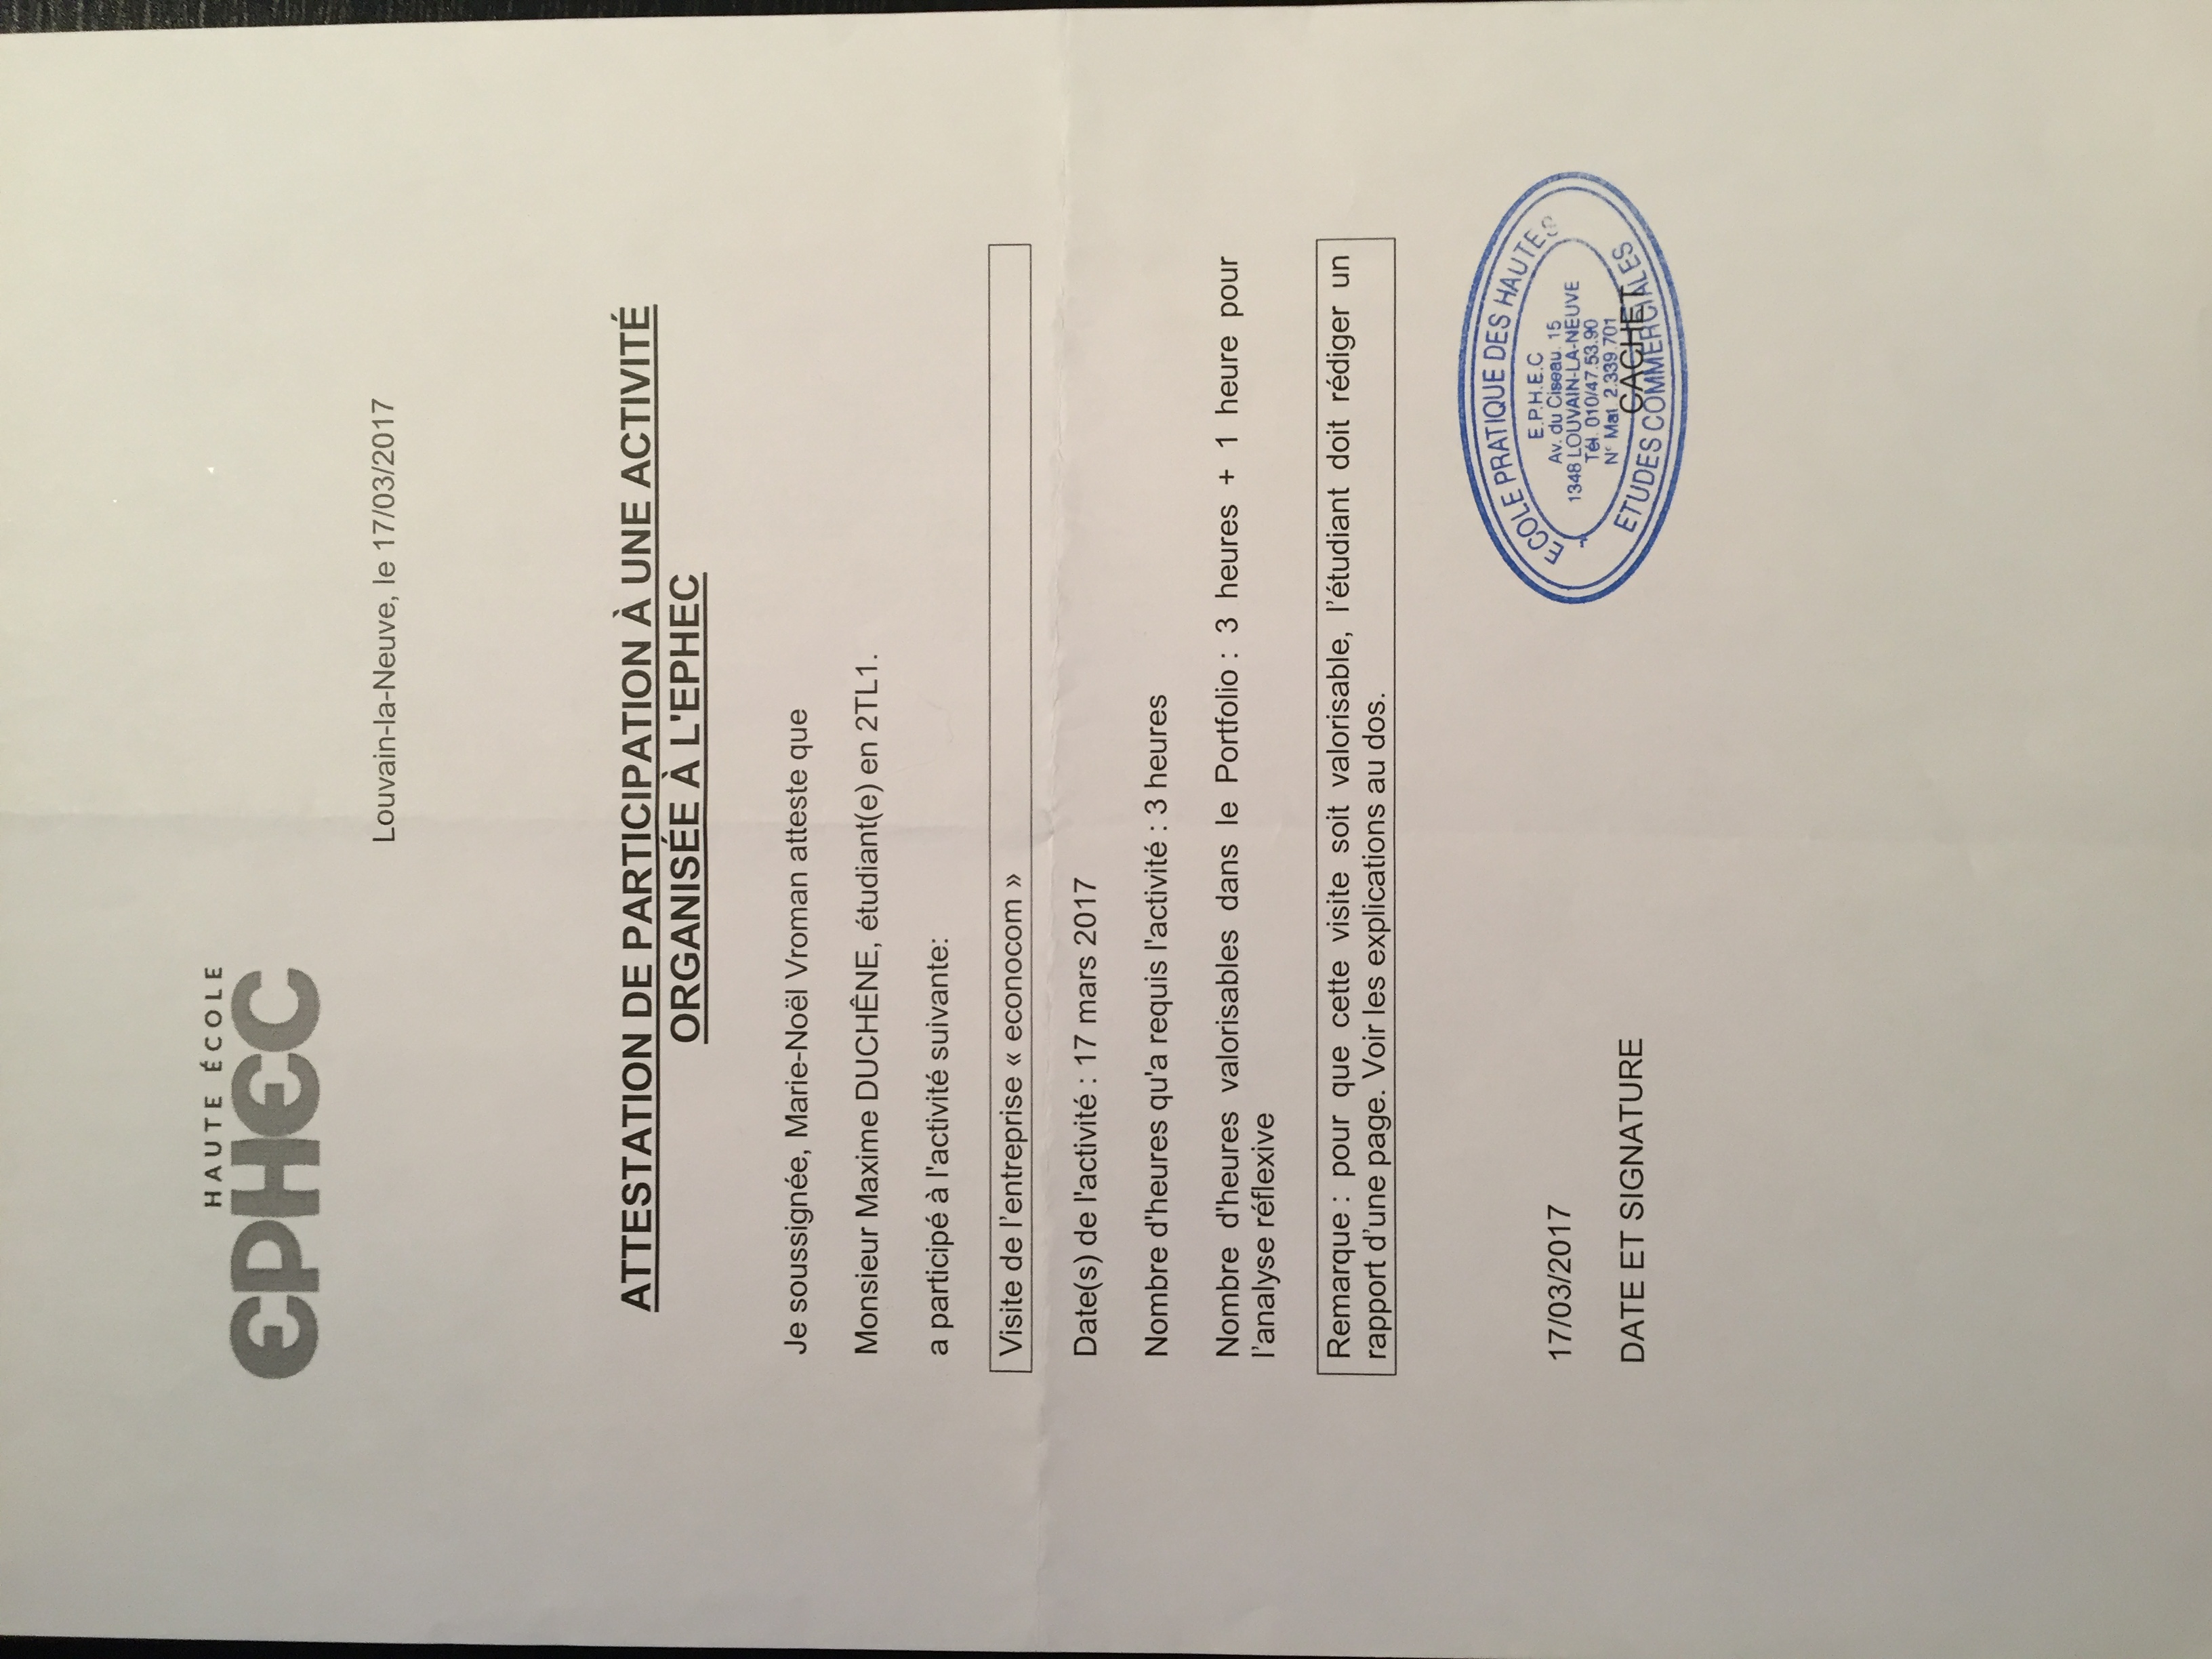 HAUTE ÉCOLE
EPHEC
Louvain-la-Neuve, le 17/03/2017
ATTESTATION DE PARTICIPATION À UNE ACTIVITÉ
ORGANISÉE À L'EPHEC
Je soussignée, Marie-Noël Vroman atteste que
Monsieur Maxime DUCHÊNE, étudiant(e) en 2TL1.
a participé à l'activité suivante:
Visite de l'entreprise « econocom »
Date(s) de l'activité : 17 mars 2017
Nombre d'heures qu'a requis l'activité : 3 heures
Nombre d'heures valorisables dans le Portfolio : 3 heures + 1 heure pour
l'analyse réflexive
Remarque : pour que cette visite soit valorisable, l'étudiant doit rédiger un
rapport d'une page. Voir les explications au dos.
ECOLE PRATIQUE DES HAUTES
E.P.H.E.C
Av. du Ciseau. 15
1348 LOUVAIN-LA-NEUVE
Tél. 010/47.53.90
N° Mat. 2.339.701
ETUDES COMMERCIALES
17/03/2017
DATE ET SIGNATURE
CACHET